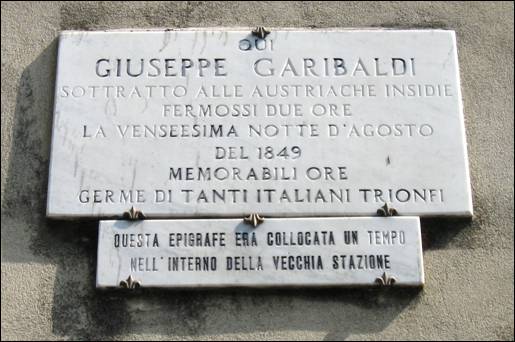 QUI
GIUSEPPE GARIBALDI
SOTTRATTO ALLE AUSTRIACHE INSIDIE
FERMOSSI DUE ORE
LA VENSEESIMA NOTTE D'AGOSTO
DEL 1849
MEMORABILI ORE
GERME DI TANTI ITALIANI TRIONFI
QUESTA EPIGRAFE ERA COLLOCATA UN TEMPO
NELL'INTERNO DELLA VECCHIA STAZIONE